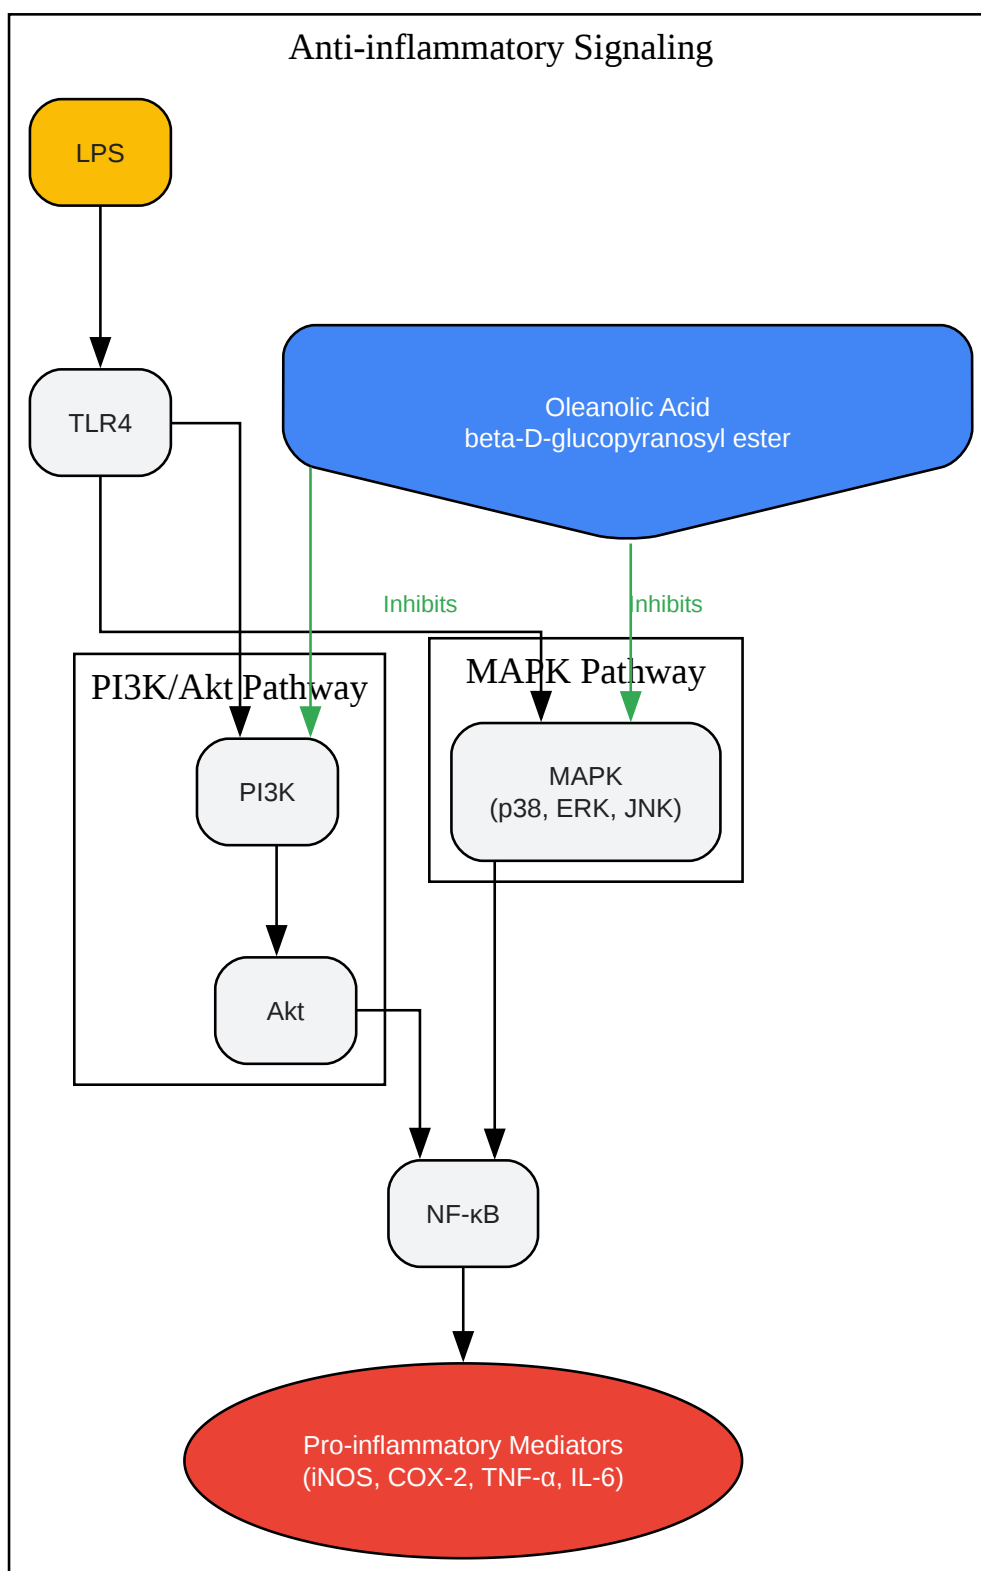 Anti-inflammatory Signaling
LPS
TLR4
Oleanolic Acid
beta-D-glucopyranosyl ester
Inhibits
Inhibits
PI3K/Akt Pathway
MAPK Pathway
PI3K
MAPK
(p38, ERK, JNK)
Akt
NF-κB
Pro-inflammatory Mediators
(iNOS, COX-2, TNF-α, IL-6)